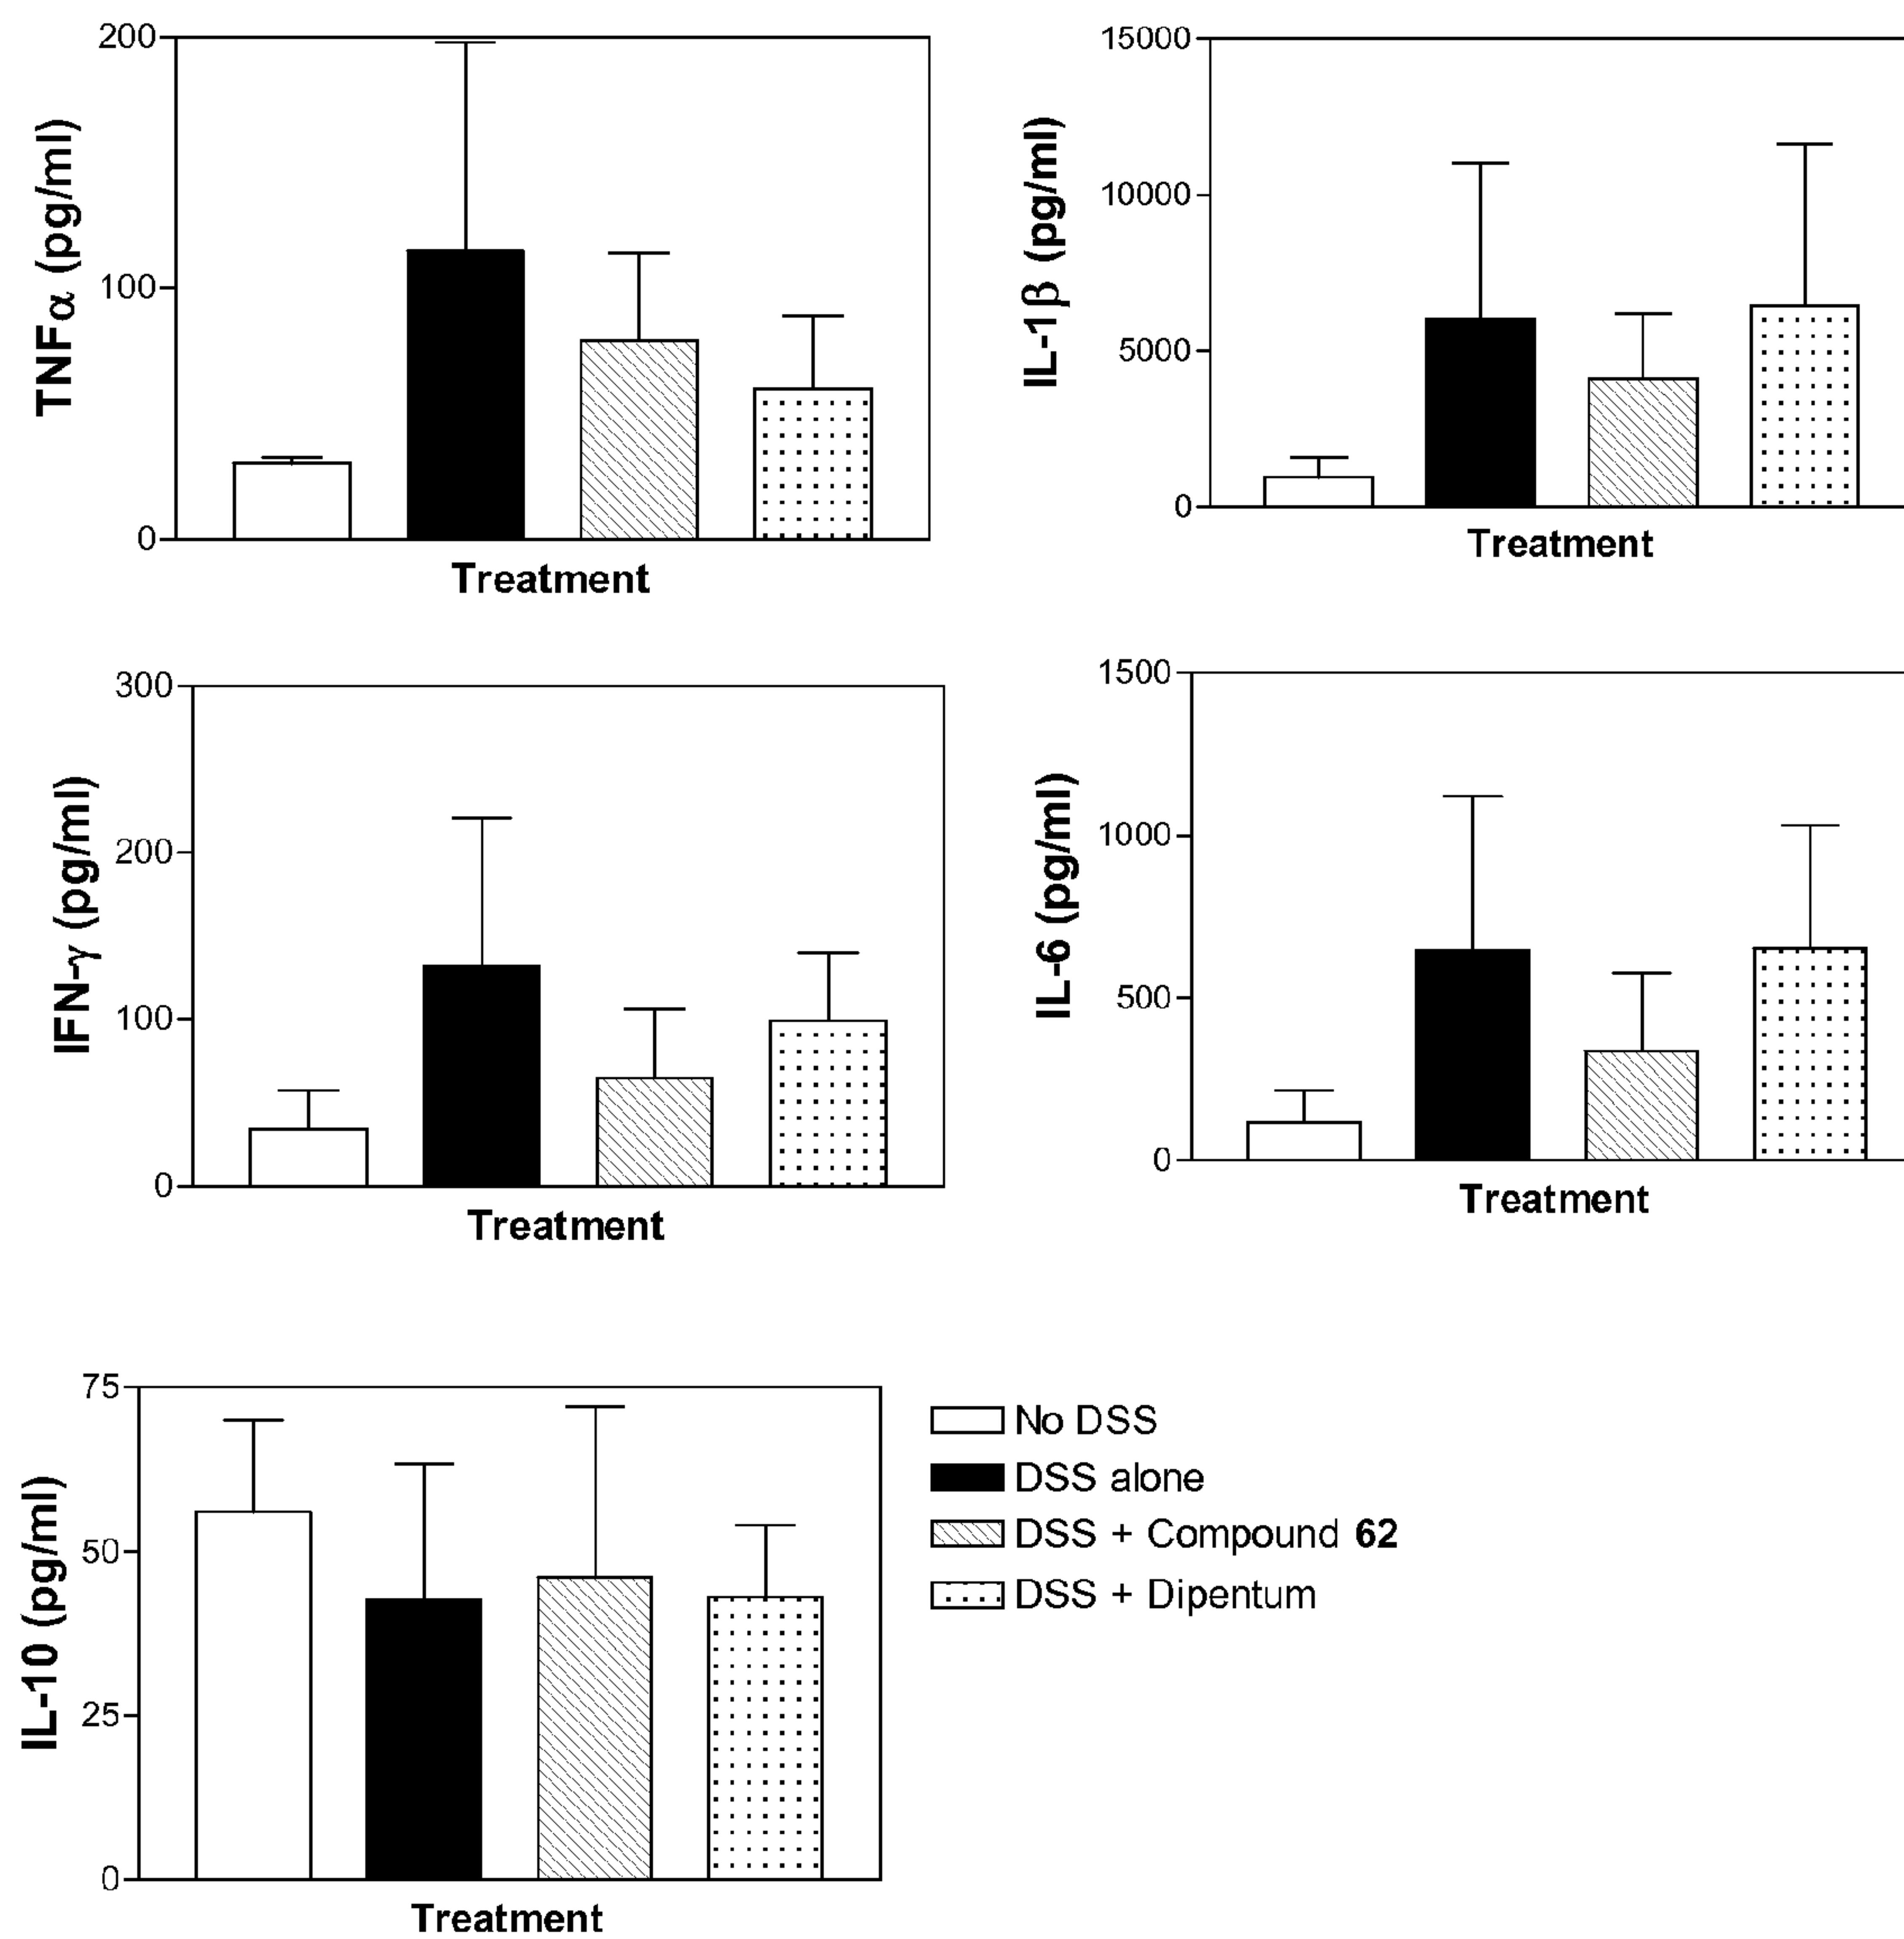 TNFα (pg/ml)
200
100
0
Treatment
IL-1β (pg/ml)
15000
10000
5000
0
Treatment
IFN-γ (pg/ml)
300
200
100
0
Treatment
IL-6 (pg/ml)
1500
1000
500
0
Treatment
IL-10 (pg/ml)
75
50
25
0
Treatment
No DSS
DSS alone
DSS + Compound 62
DSS + Dipentum